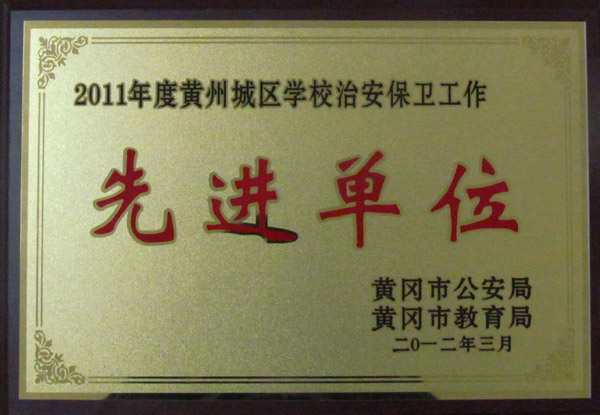 2011年度黄州城区学校治安保卫工作
先进单位
黄冈市公安局
黄冈市教育局
二〇一二年三月